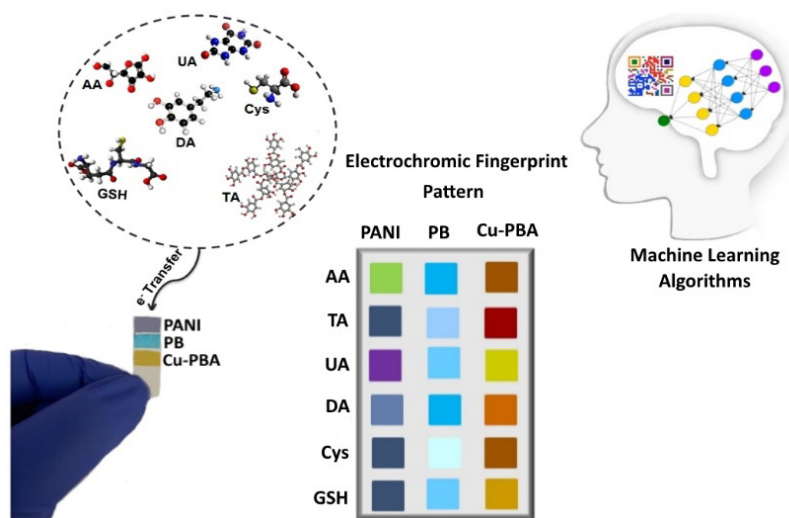 UA
AA
Cys
DA
GSH
TA
e- Transfer
PANI
PB
Cu-PBA
Electrochromic Fingerprint
Pattern
PANI PB Cu-PBA
AA
TA
UA
DA
Cys
GSH
Machine Learning
Algorithms